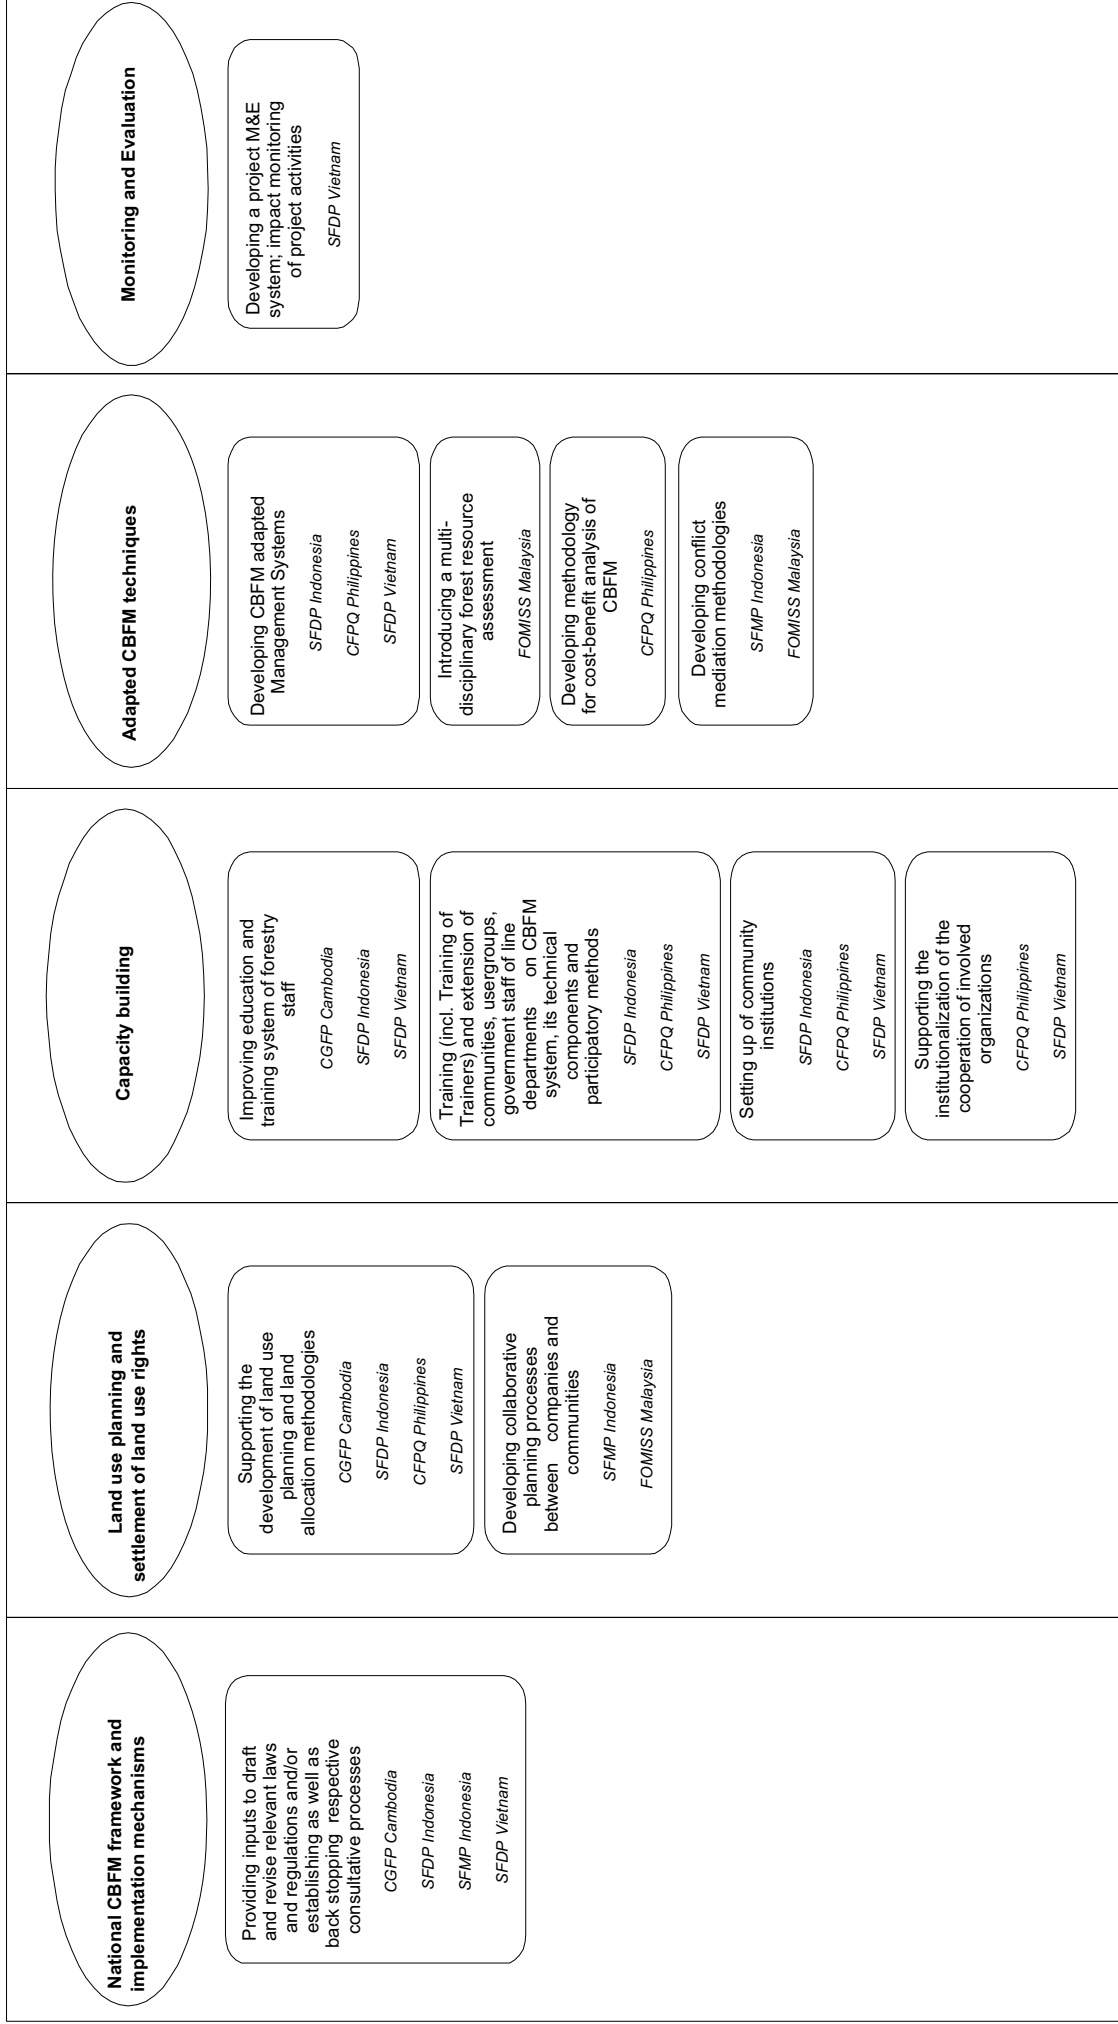 National CBFM framework and
implementation mechanisms
Providing inputs to draft
and revise relevant laws
and regulations and/or
establishing as well as
back stopping respective
consultative processes
CGFP Cambodia
SFDP Indonesia
SFMP Indonesia
SFDP Vietnam
Land use planning and
settlement of land use rights
Supporting the
development of land use
planning and land
allocation methodologies
CGFP Cambodia
SFDP Indonesia
CFPQ Philippines
SFDP Vietnam
Developing collaborative
planning processes
between companies and
communities
SFMP Indonesia
FOMISS Malaysia
Capacity building
Improving education and
training system of forestry
staff
CGFP Cambodia
SFDP Indonesia
SFDP Vietnam
Training (incl. Training of
Trainers) and extension of
communities, usergroups,
government staff of line
departments on CBFM
system, its technical
components and
participatory methods
SFDP Indonesia
CFPQ Philippines
SFDP Vietnam
Setting up of community
institutions
SFDP Indonesia
CFPQ Philippines
SFDP Vietnam
Supporting the
institutionalization of the
cooperation of involved
organizations
CFPQ Philippines
SFDP Vietnam
Adapted CBFM techniques
Developing CBFM adapted
Management Systems
SFDP Indonesia
CFPQ Philippines
SFDP Vietnam
Introducing a multi-
disciplinary forest resource
assessment
FOMISS Malaysia
Developing methodology
for cost-benefit analysis of
CBFM
CFPQ Philippines
Developing conflict
mediation methodologies
SFMP Indonesia
FOMISS Malaysia
Monitoring and Evaluation
Developing a project M&E
system; impact monitoring
of project activities
SFDP Vietnam